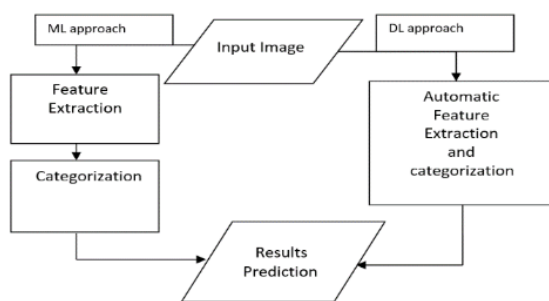 ML approach
Input Image
DL approach
Feature
Extraction
Categorization
Automatic
Feature
Extraction
and
categorization
Results
Prediction